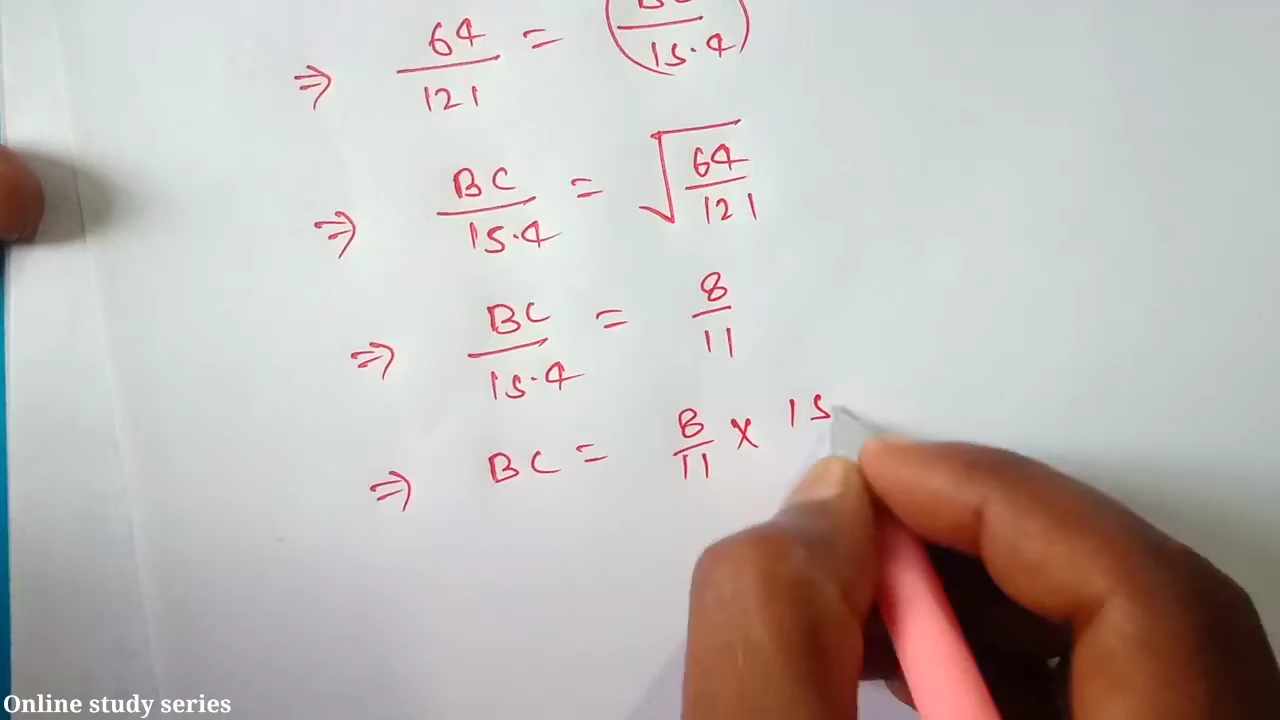 ⇒ 64/121 = (BC/15.4)
⇒ BC/15.4 = √(64/121)
⇒ BC/15.4 = 8/11
⇒ BC = 8/11 × 15
Online study series